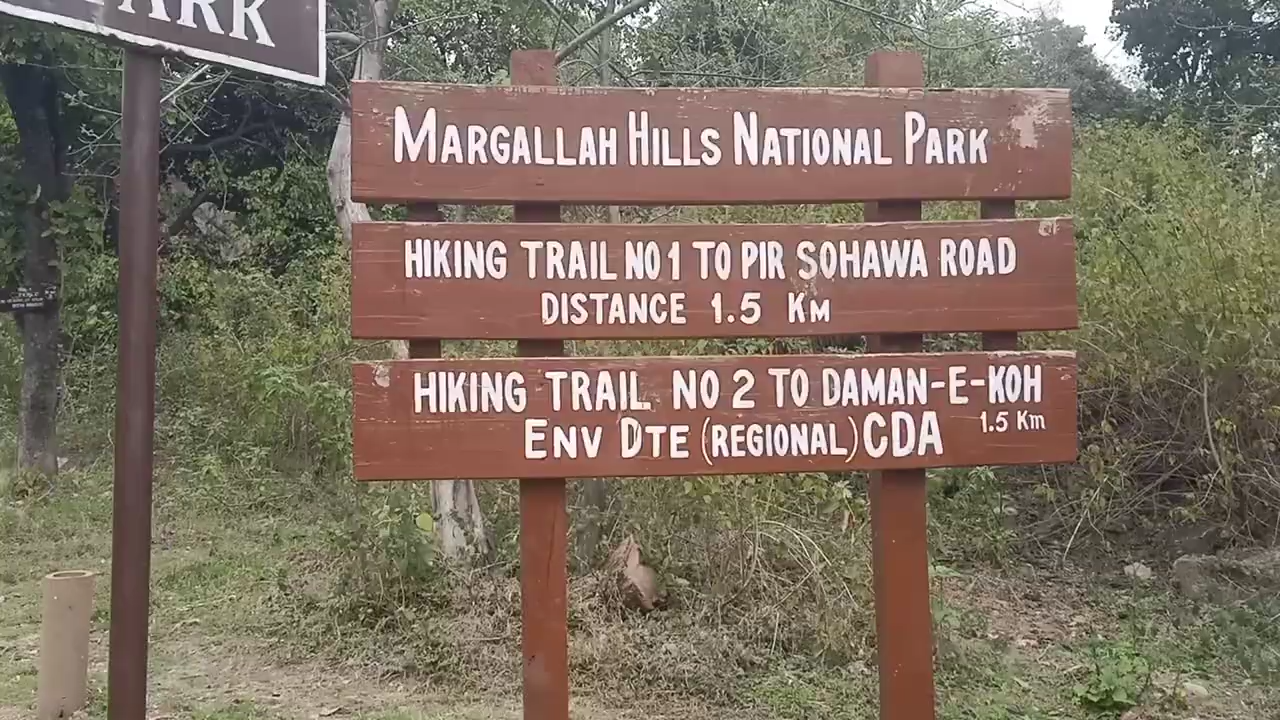 PARK
MARGALLAH HILLS NATIONAL PARK
HIKING TRAIL NO 1 TO PIR SOHAWA ROAD
DISTANCE 1.5 KM
HIKING TRAIL NO 2 TO DAMAN-E-KOH
ENV DTE (REGIONAL) CDA 1.5 Km